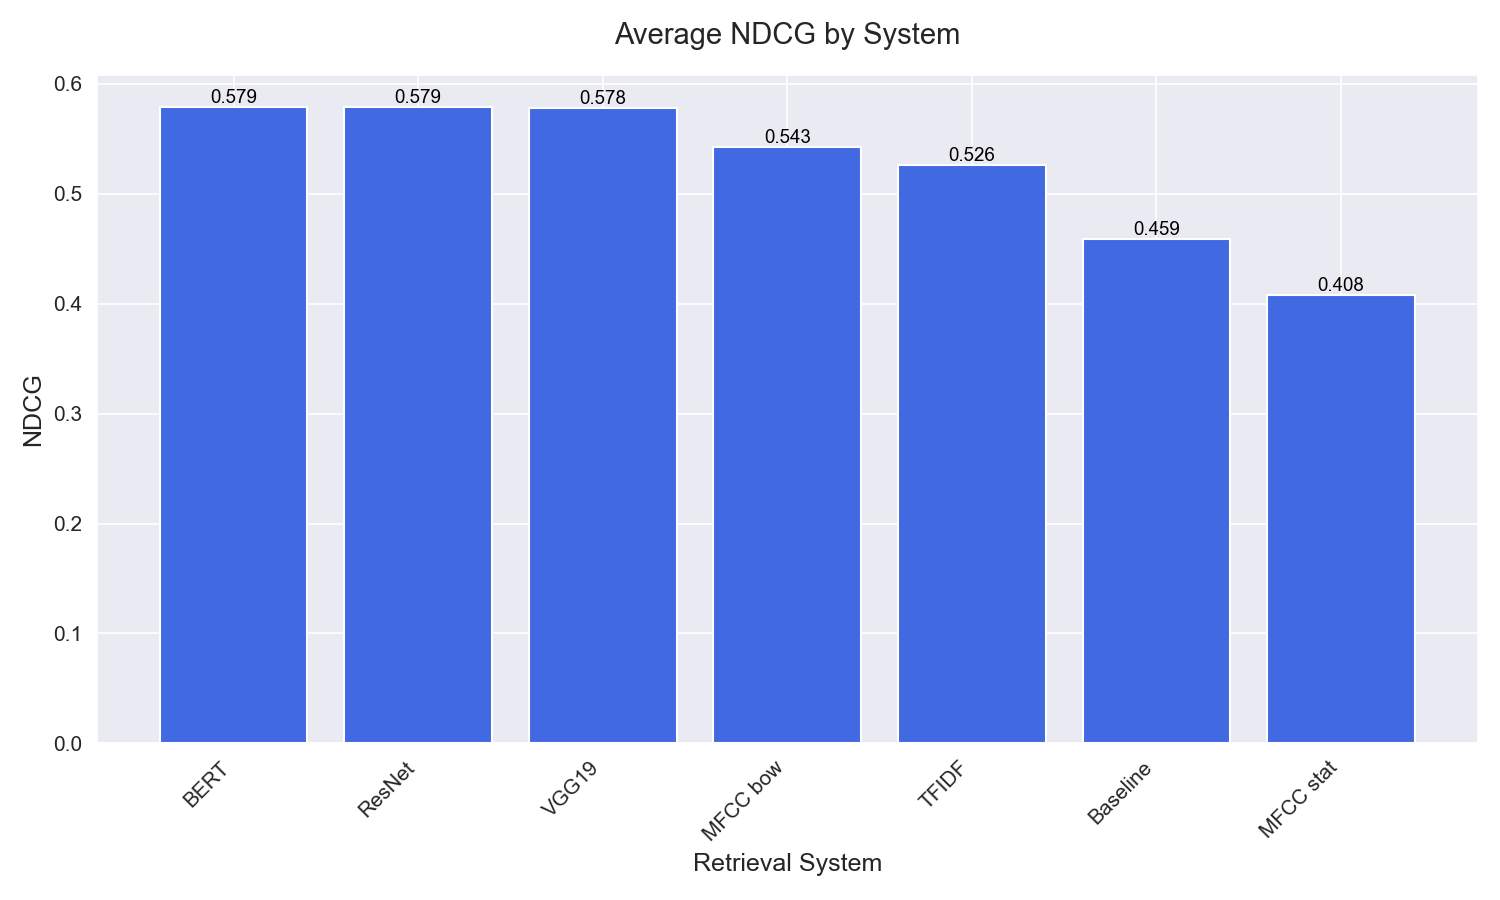 Average NDCG by System
NDCG
0.6
0.5
0.4
0.3
0.2
0.1
0.0
0.579
0.579
0.578
0.543
0.526
0.459
0.408
BERT
ResNet
VGG19
MFCC bow
TFIDF
Baseline
MFCC stat
Retrieval System